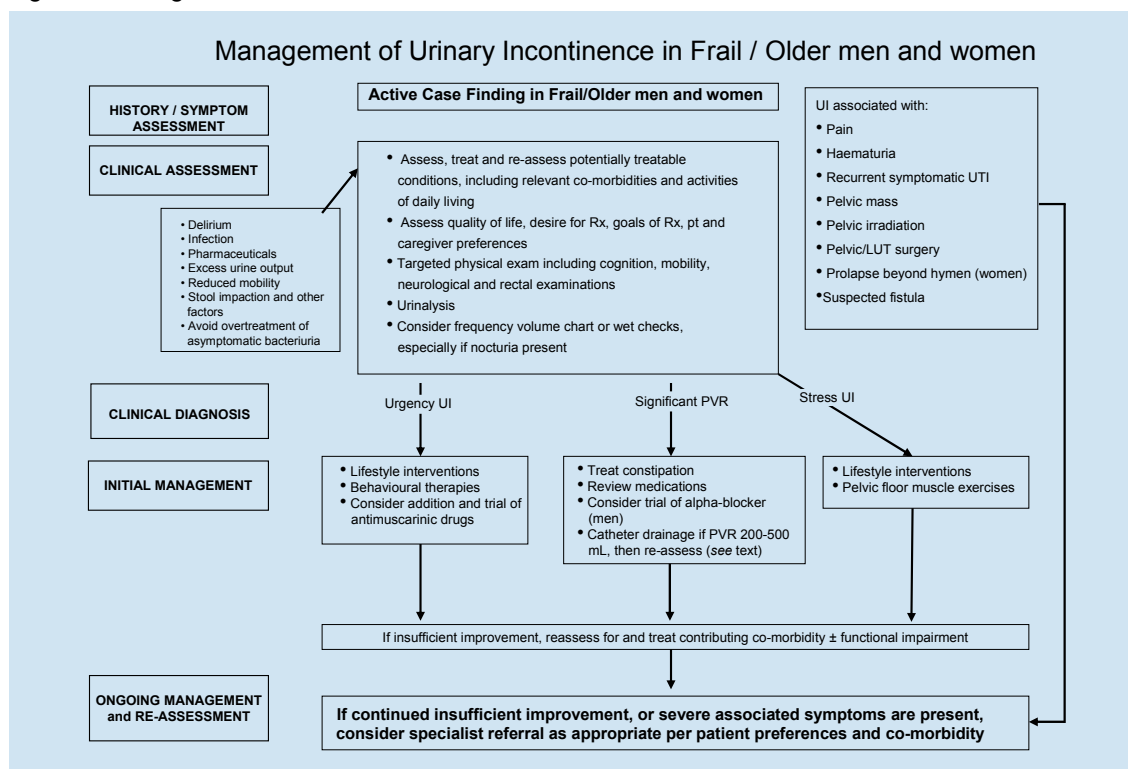 Management of Urinary Incontinence in Frail / Older men and women
HISTORY / SYMPTOM
ASSESSMENT
Active Case Finding in Frail/Older men and women
UI associated with:
• Pain
• Haematuria
• Recurrent symptomatic UTI
• Pelvic mass
• Pelvic irradiation
• Pelvic/LUT surgery
• Prolapse beyond hymen (women)
• Suspected fistula
CLINICAL ASSESSMENT
• Assess, treat and re-assess potentially treatable
conditions, including relevant co-morbidities and activities
of daily living
• Assess quality of life, desire for Rx, goals of Rx, pt and
caregiver preferences
• Targeted physical exam including cognition, mobility,
neurological and rectal examinations
• Urinalysis
• Consider frequency volume chart or wet checks,
especially if nocturia present
• Delirium
• Infection
• Pharmaceuticals
• Excess urine output
• Reduced mobility
• Stool impaction and other
factors
• Avoid overtreatment of
asymptomatic bacteriuria
CLINICAL DIAGNOSIS
Urgency UI
Significant PVR
Stress UI
INITIAL MANAGEMENT
• Lifestyle interventions
• Behavioural therapies
• Consider addition and trial of
antimuscarinic drugs
• Treat constipation
• Review medications
• Consider trial of alpha-blocker
(men)
• Catheter drainage if PVR 200-500
mL, then re-assess (see text)
• Lifestyle interventions
• Pelvic floor muscle exercises
If insufficient improvement, reassess for and treat contributing co-morbidity ± functional impairment
ONGOING MANAGEMENT
and RE-ASSESSMENT
If continued insufficient improvement, or severe associated symptoms are present,
consider specialist referral as appropriate per patient preferences and co-morbidity